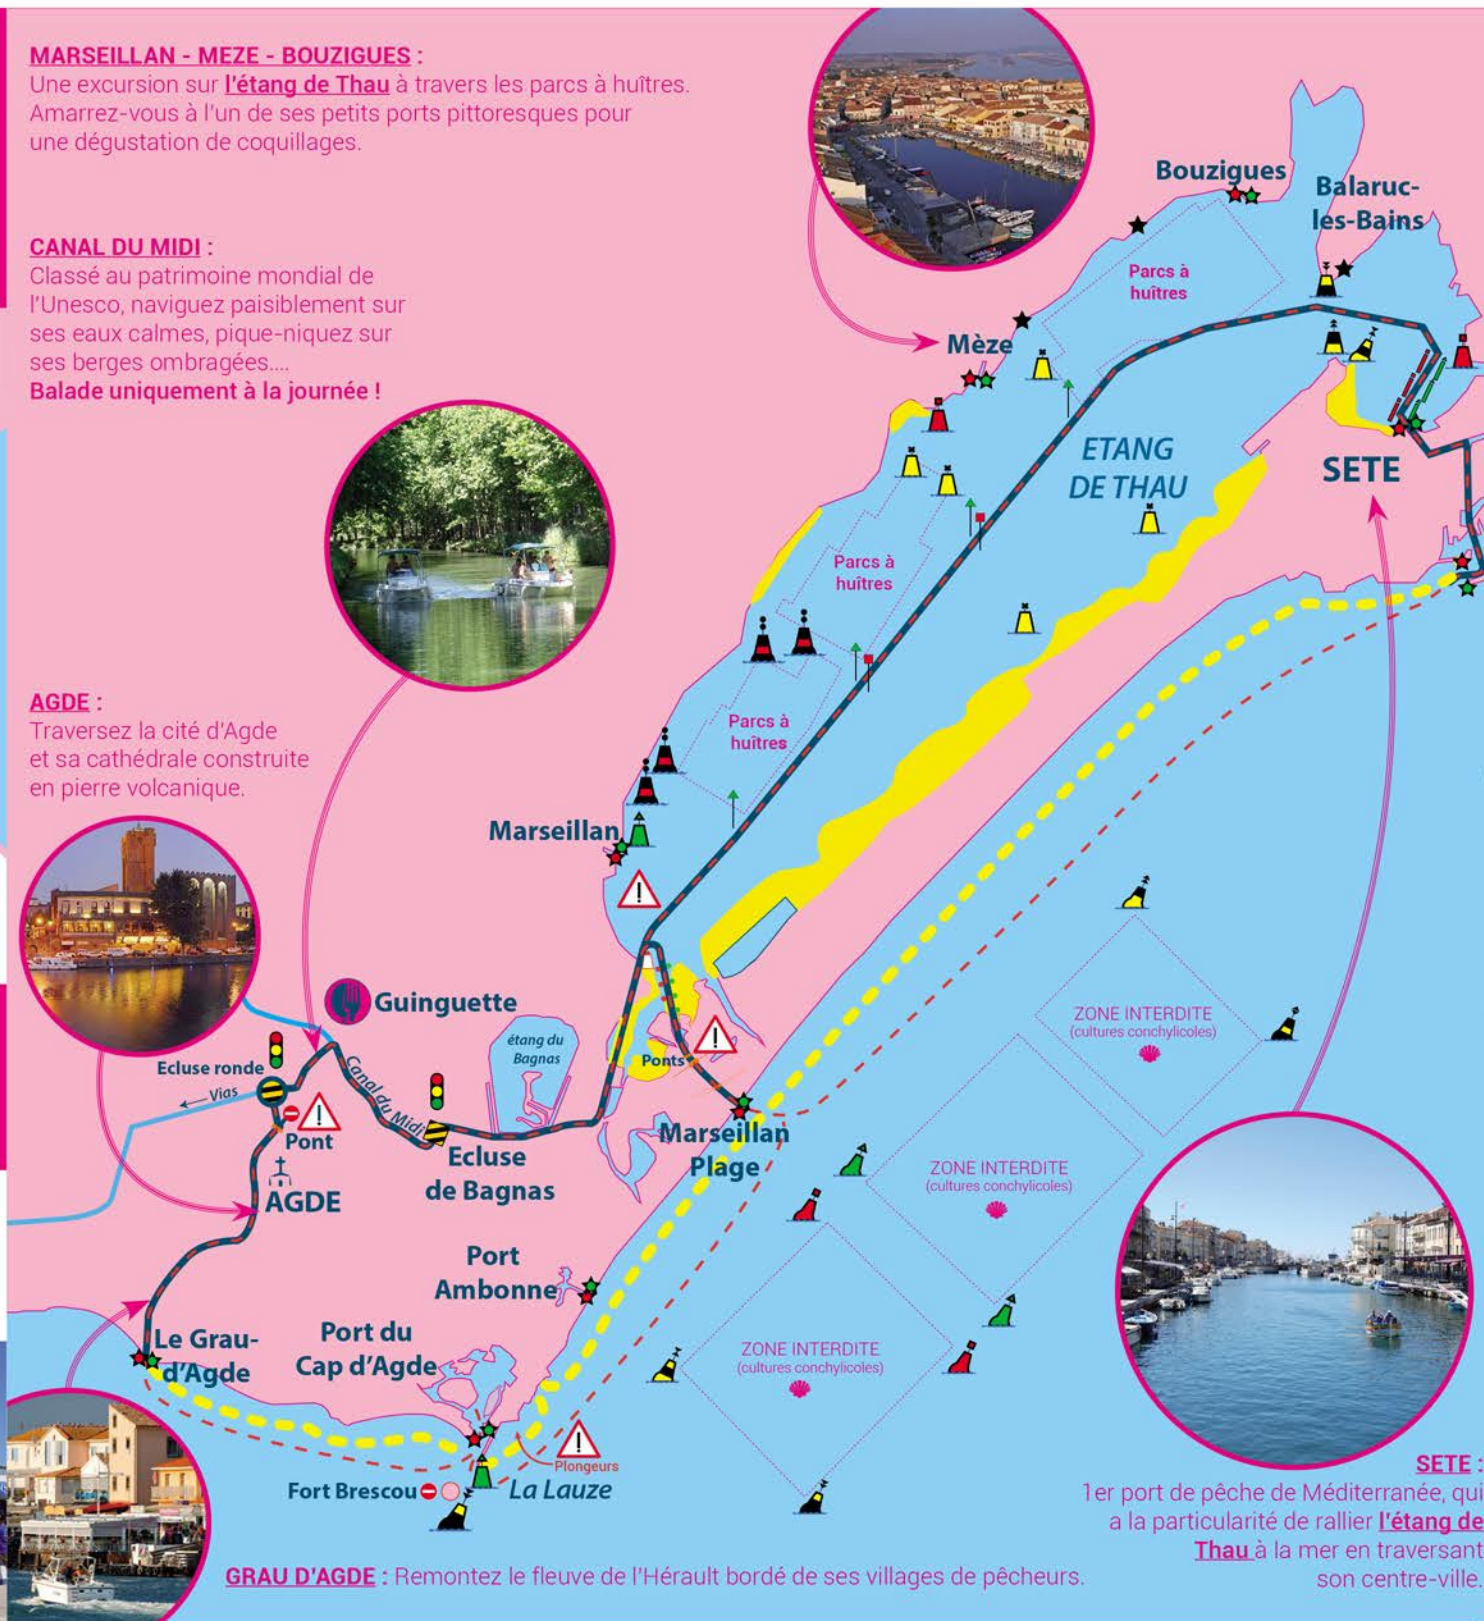 MARSEILLAN - MEZE - BOUZIGUES :
Une excursion sur l'étang de Thau à travers les parcs à huîtres.
Amarrez-vous à l'un de ses petits ports pittoresques pour
une dégustation de coquillages.
CANAL DU MIDI :
Classé au patrimoine mondial de
l'Unesco, naviguez paisiblement sur
ses eaux calmes, pique-niquez sur
ses berges ombragées....
Balade uniquement à la journée !
AGDE :
Traversez la cité d'Agde
et sa cathédrale construite
en pierre volcanique.
Bouzigues
Balaruc-
les-Bains
Parcs à
huîtres
Mèze
ETANG
DE THAU
SETE
Parcs à
huîtres
Parcs à
huîtres
Marseillan
Guinguette
étang du
Bagnas
Ponts
Ecluse ronde
← Vias
Canal du Midi
Pont
AGDE
Ecluse
de Bagnas
Marseillan
Plage
ZONE INTERDITE
(cultures conchylicoles)
ZONE INTERDITE
(cultures conchylicoles)
ZONE INTERDITE
(cultures conchylicoles)
Port
Ambonne
Le Grau-
d'Agde
Port du
Cap d'Agde
Plongeurs
Fort Brescou
La Lauze
SETE :
1er port de pêche de Méditerranée, qui
a la particularité de rallier l'étang de
Thau à la mer en traversant
son centre-ville.
GRAU D'AGDE : Remontez le fleuve de l'Hérault bordé de ses villages de pêcheurs.